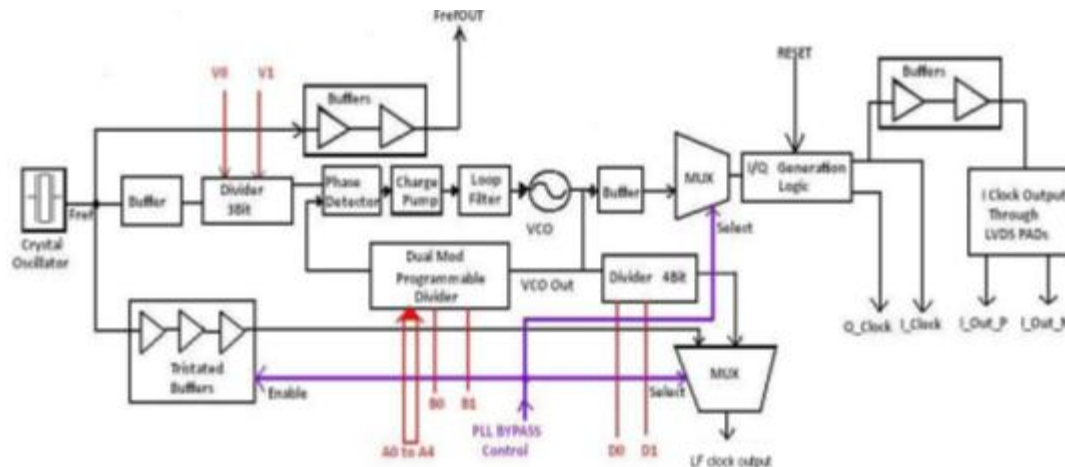 FrefOUT
V0
V1
Buffers
RESET
Buffers
Crystal
Oscillator
Fref
Buffer
Divider
3Bit
Phase
Detector
Charge
Pump
Loop
Filter
VCO
Buffer
MUX
Select
I/Q Generation
Logic
I Clock Output
Through
LVDS PADs
Dual Mod
Programmable
Divider
VCO Out
Divider 4Bit
Q_Clock
I_Clock
I_Out_P
Tristated
Buffers
Enable
B0
B1
A0 to A4
PLL BYPASS
Control
D0
D1
Select
MUX
LF clock output